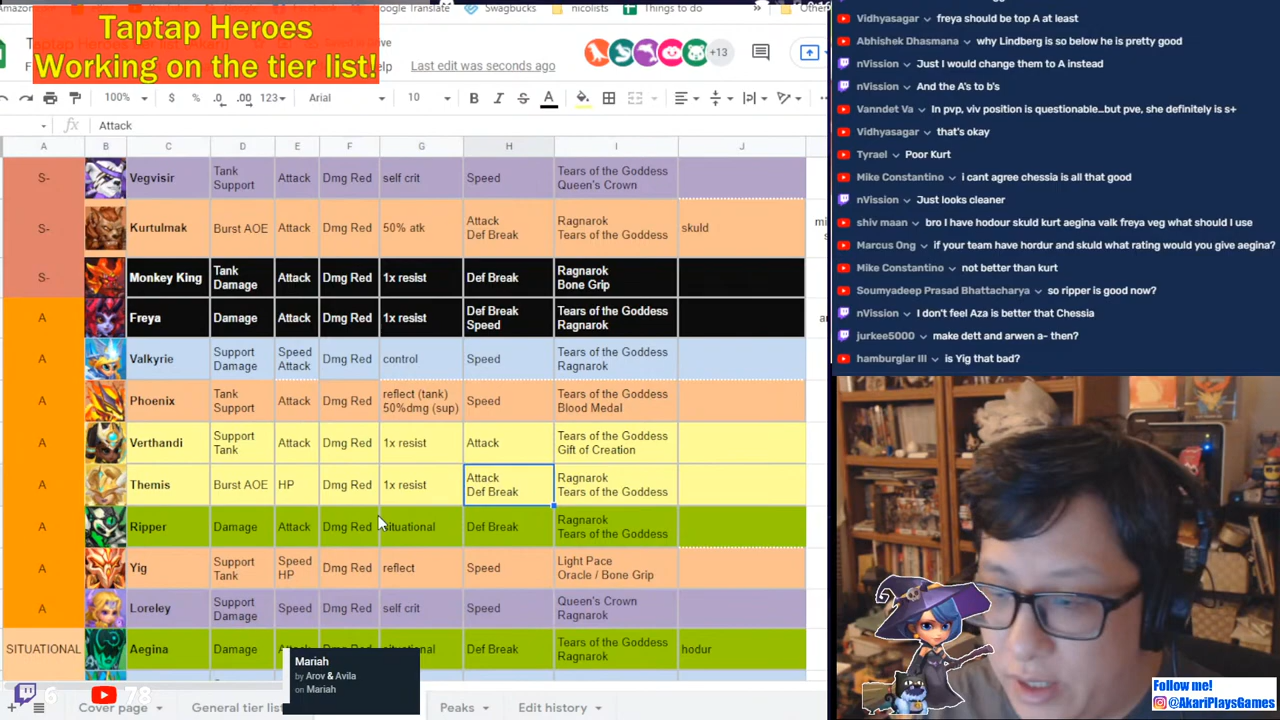 Taptap Heroes
Working on the tier list!
Google Translate
Swagbucks
nicolists
Things to do
Other
+13
Last edit was seconds ago
100%
$
%
.0
.00
123
Arial
10
B
I
S
A
fx
Attack
A
B
C
D
E
F
G
H
I
J
S-
Vegvisir
Tank
Support
Attack
Dmg Red
self crit
Speed
Tears of the Goddess
Queen's Crown
S-
Kurtulmak
Burst AOE
Attack
Dmg Red
50% atk
Attack
Def Break
Ragnarok
Tears of the Goddess
skuld
S-
Monkey King
Tank
Damage
Attack
Dmg Red
1x resist
Def Break
Ragnarok
Bone Grip
A
Freya
Damage
Attack
Dmg Red
1x resist
Def Break
Speed
Tears of the Goddess
Ragnarok
A
Valkyrie
Support
Damage
Speed
Attack
Dmg Red
control
Speed
Tears of the Goddess
Ragnarok
A
Phoenix
Tank
Support
Attack
Dmg Red
reflect (tank)
50%dmg (sup)
Speed
Tears of the Goddess
Blood Medal
A
Verthandi
Support
Tank
Attack
Dmg Red
1x resist
Attack
Tears of the Goddess
Gift of Creation
A
Themis
Burst AOE
HP
Dmg Red
1x resist
Attack
Def Break
Ragnarok
Tears of the Goddess
A
Ripper
Damage
Attack
Dmg Red
situational
Def Break
Ragnarok
Tears of the Goddess
A
Yig
Support
Tank
Speed
HP
Dmg Red
reflect
Speed
Light Pace
Oracle / Bone Grip
A
Loreley
Support
Damage
Speed
Dmg Red
self crit
Speed
Queen's Crown
Ragnarok
SITUATIONAL
Aegina
Damage
Def Break
Tears of the Goddess
Ragnarok
hodur
Mariah
by Arov & Avila
on Mariah
6
78
Cover page
General tier list
Peaks
Edit history
Vidhyasagar freya should be top A at least
Abhishek Dhasmana why Lindberg is so below he is pretty good
nVission Just I would change them to A instead
nVission And the A's to b's
Vanndet Va In pvp, viv position is questionable...but pve, she definitely is s+
Vidhyasagar that's okay
Tyrael Poor Kurt
Mike Constantino i cant agree chessia is all that good
nVission Just looks cleaner
shiv maan bro I have hodour skuld kurt aegina valk freya veg what should I use
Marcus Ong if your team have hordur and skuld what rating would you give aegina?
Mike Constantino not better than kurt
Soumyadeep Prasad Bhattacharya so ripper is good now?
nVission I don't feel Aza is better that Chessia
jurkee5000 make dett and arwen a- then?
hamburglar III is Yig that bad?
Follow me!
@AkariPlaysGames